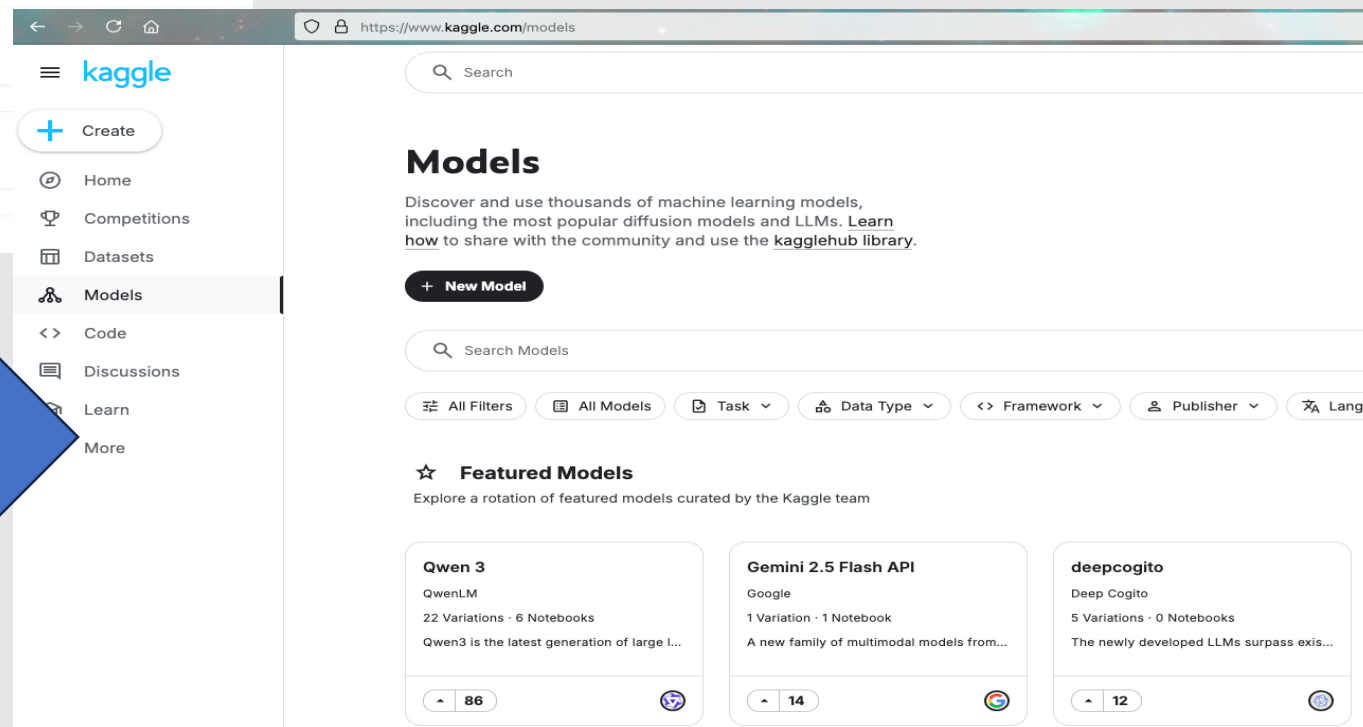 https://www.kaggle.com/models
kaggle
Search
Create
Home
Competitions
Datasets
Models
Code
Discussions
Learn
More
Models
Discover and use thousands of machine learning models,
including the most popular diffusion models and LLMs. Learn
how to share with the community and use the kagglehub library.
+ New Model
Search Models
All Filters
All Models
Task
Data Type
Framework
Publisher
Lang
Featured Models
Explore a rotation of featured models curated by the Kaggle team
Qwen 3
QwenLM
22 Variations · 6 Notebooks
Qwen3 is the latest generation of large l...
86
Gemini 2.5 Flash API
Google
1 Variation · 1 Notebook
A new family of multimodal models from...
14
deepcogito
Deep Cogito
5 Variations · 0 Notebooks
The newly developed LLMs surpass exis...
12